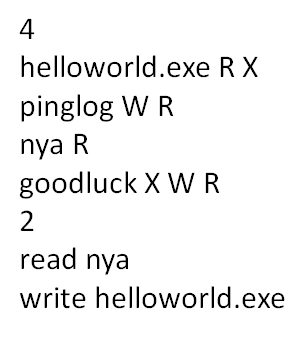 4
helloworld.exe R X
pinglog W R
nya R
goodluck X W R
2
read nya
write helloworld.exe